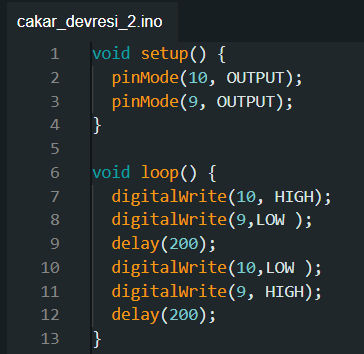 cakar_devresi_2.ino
1 void setup() {
2 pinMode(10, OUTPUT);
3 pinMode(9, OUTPUT);
4 }
5
6 void loop() {
7 digitalWrite(10, HIGH);
8 digitalWrite(9,LOW );
9 delay(200);
10 digitalWrite(10,LOW );
11 digitalWrite(9, HIGH);
12 delay(200);
13 }